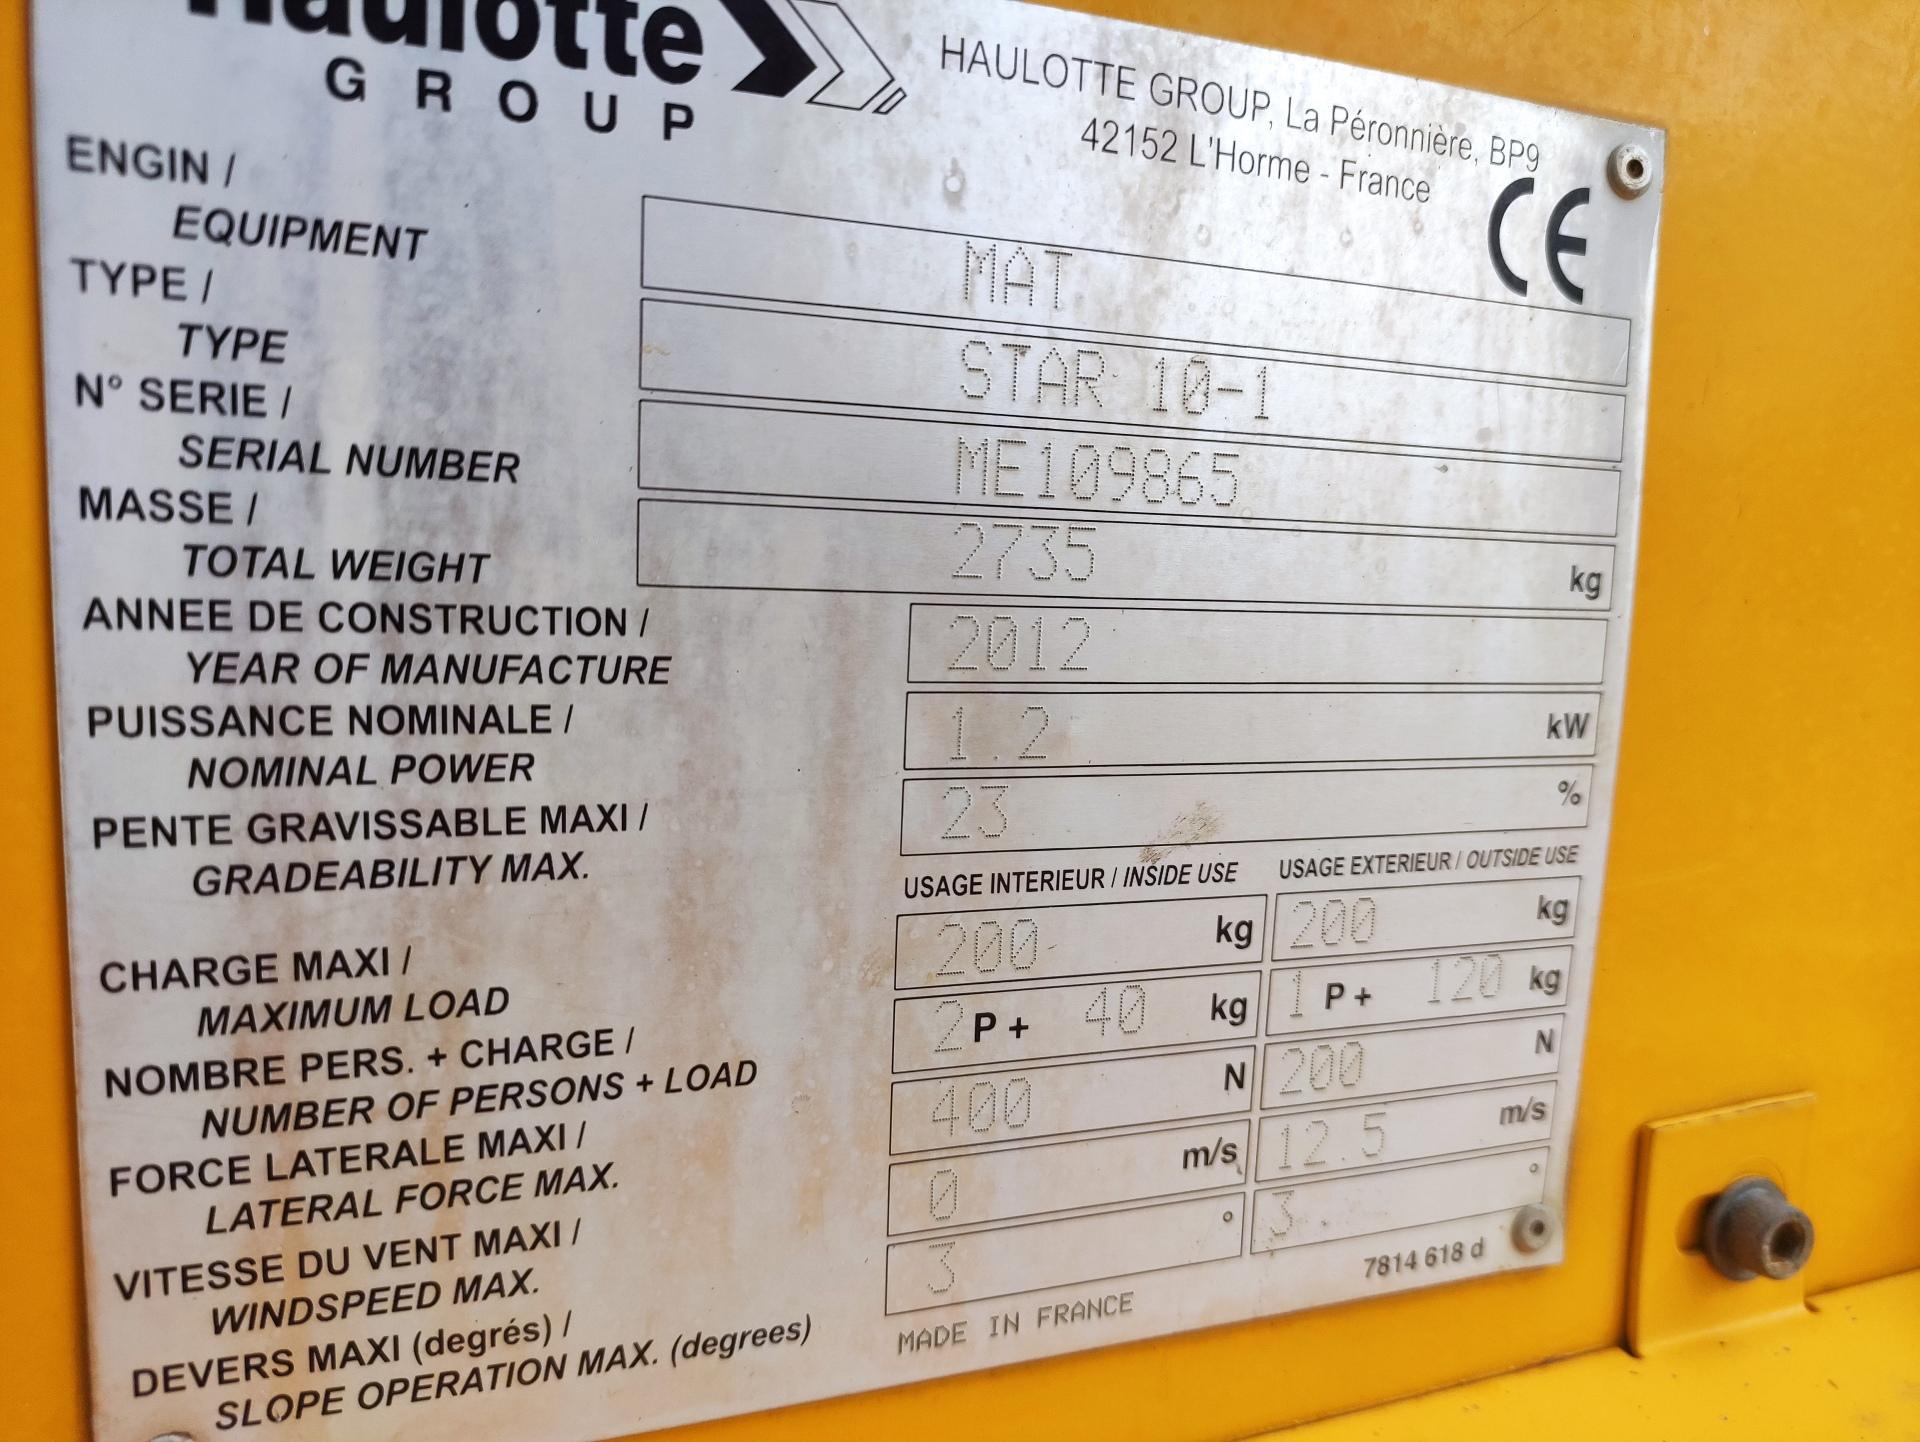 Haulotte
GROUP
HAULOTTE GROUP, La Péronnière, BP9
42152 L'Horme - France
CE
ENGIN /
EQUIPMENT
MAT
TYPE /
TYPE
STAR 10-1
N° SERIE /
SERIAL NUMBER
ME109865
MASSE /
TOTAL WEIGHT
2735 kg
ANNEE DE CONSTRUCTION /
YEAR OF MANUFACTURE
2012
PUISSANCE NOMINALE /
NOMINAL POWER
1.2 kW
PENTE GRAVISSABLE MAXI /
GRADEABILITY MAX.
23 %
USAGE INTERIEUR / INSIDE USE USAGE EXTERIEUR / OUTSIDE USE
CHARGE MAXI /
MAXIMUM LOAD
200 kg 200 kg
NOMBRE PERS. + CHARGE /
NUMBER OF PERSONS + LOAD
2 P + 40 kg 1 P + 120 kg
FORCE LATERALE MAXI /
LATERAL FORCE MAX.
400 N 200 N
VITESSE DU VENT MAXI /
WINDSPEED MAX.
0 m/s 12.5 m/s
DEVERS MAXI (degrés) /
SLOPE OPERATION MAX. (degrees)
3 ° 3. °
MADE IN FRANCE
7814 618 d